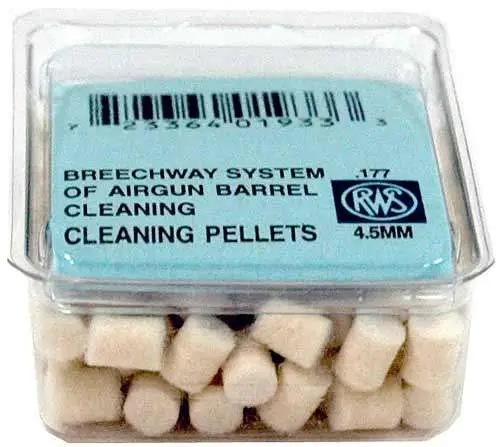 7 23364 01933 3
BREECHWAY SYSTEM
OF AIRGUN BARREL
CLEANING
CLEANING PELLETS
.177
RWS
4.5MM